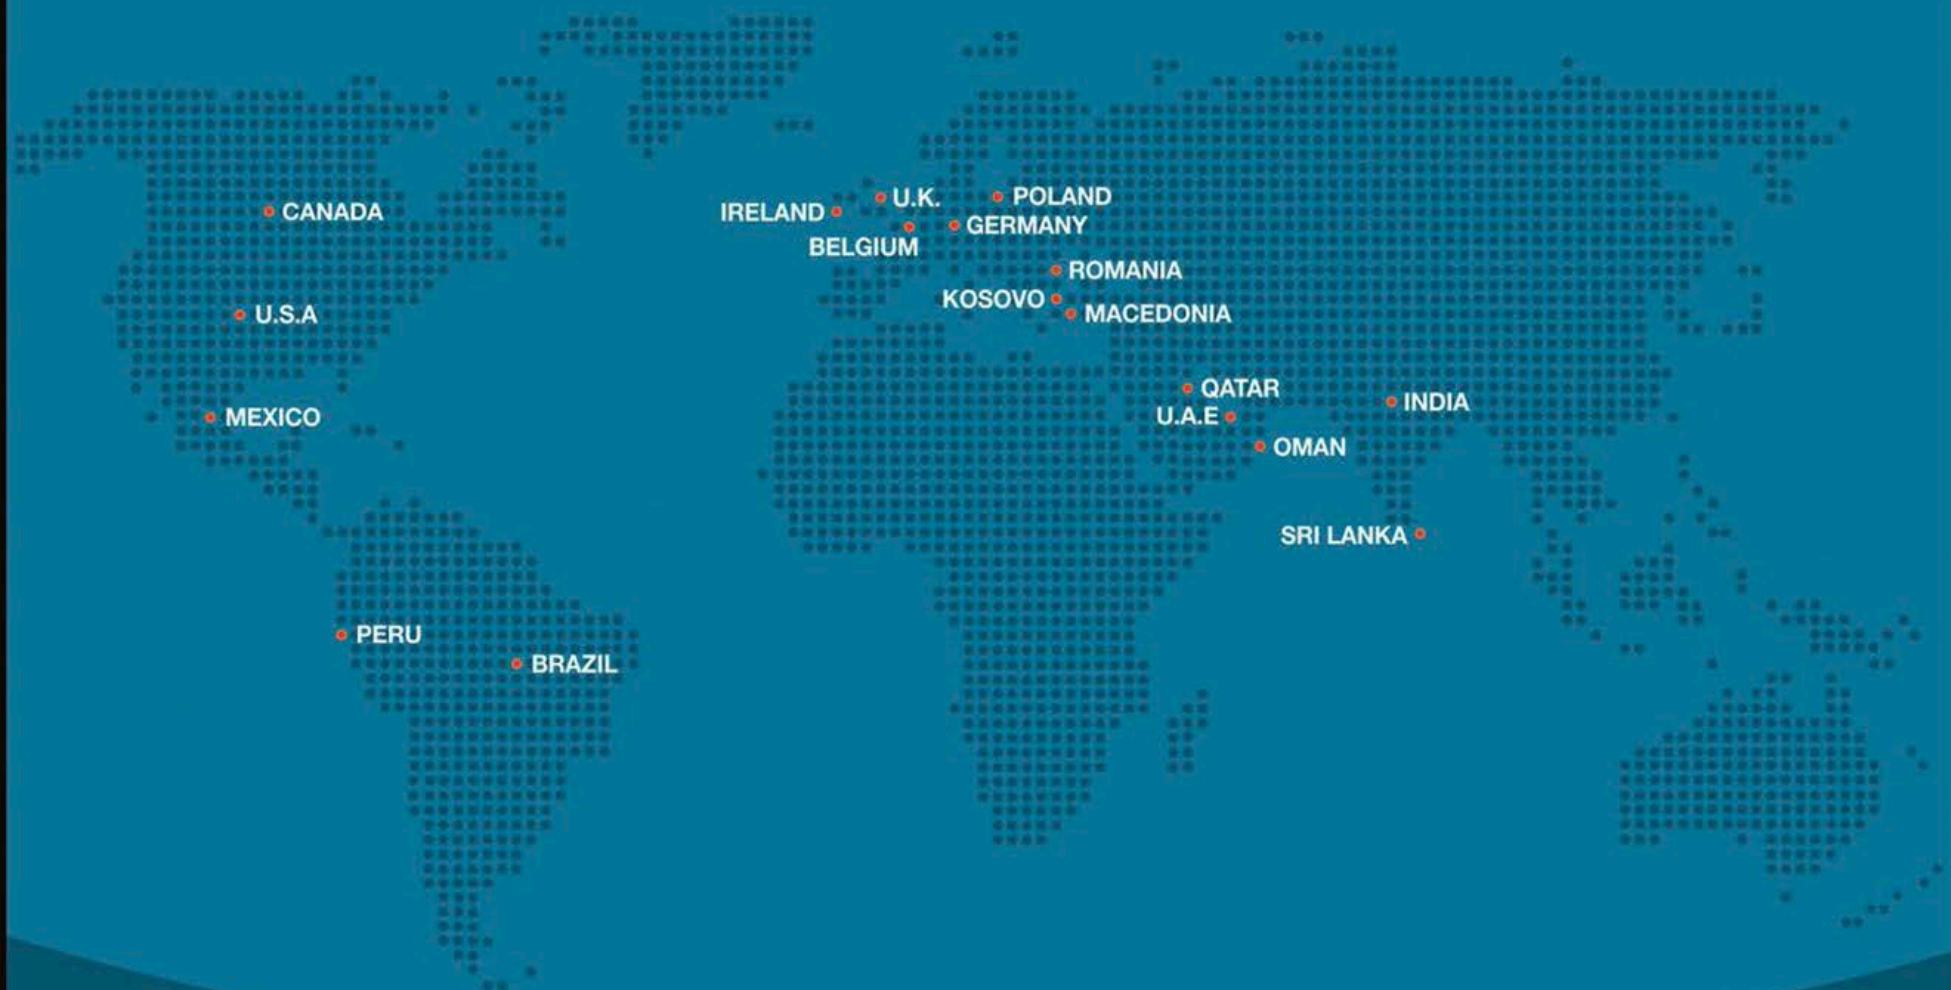 U.K.
POLAND
CANADA
IRELAND
GERMANY
BELGIUM
ROMANIA
KOSOVO
U.S.A
MACEDONIA
QATAR
INDIA
MEXICO
U.A.E
OMAN
SRI LANKA
PERU
BRAZIL